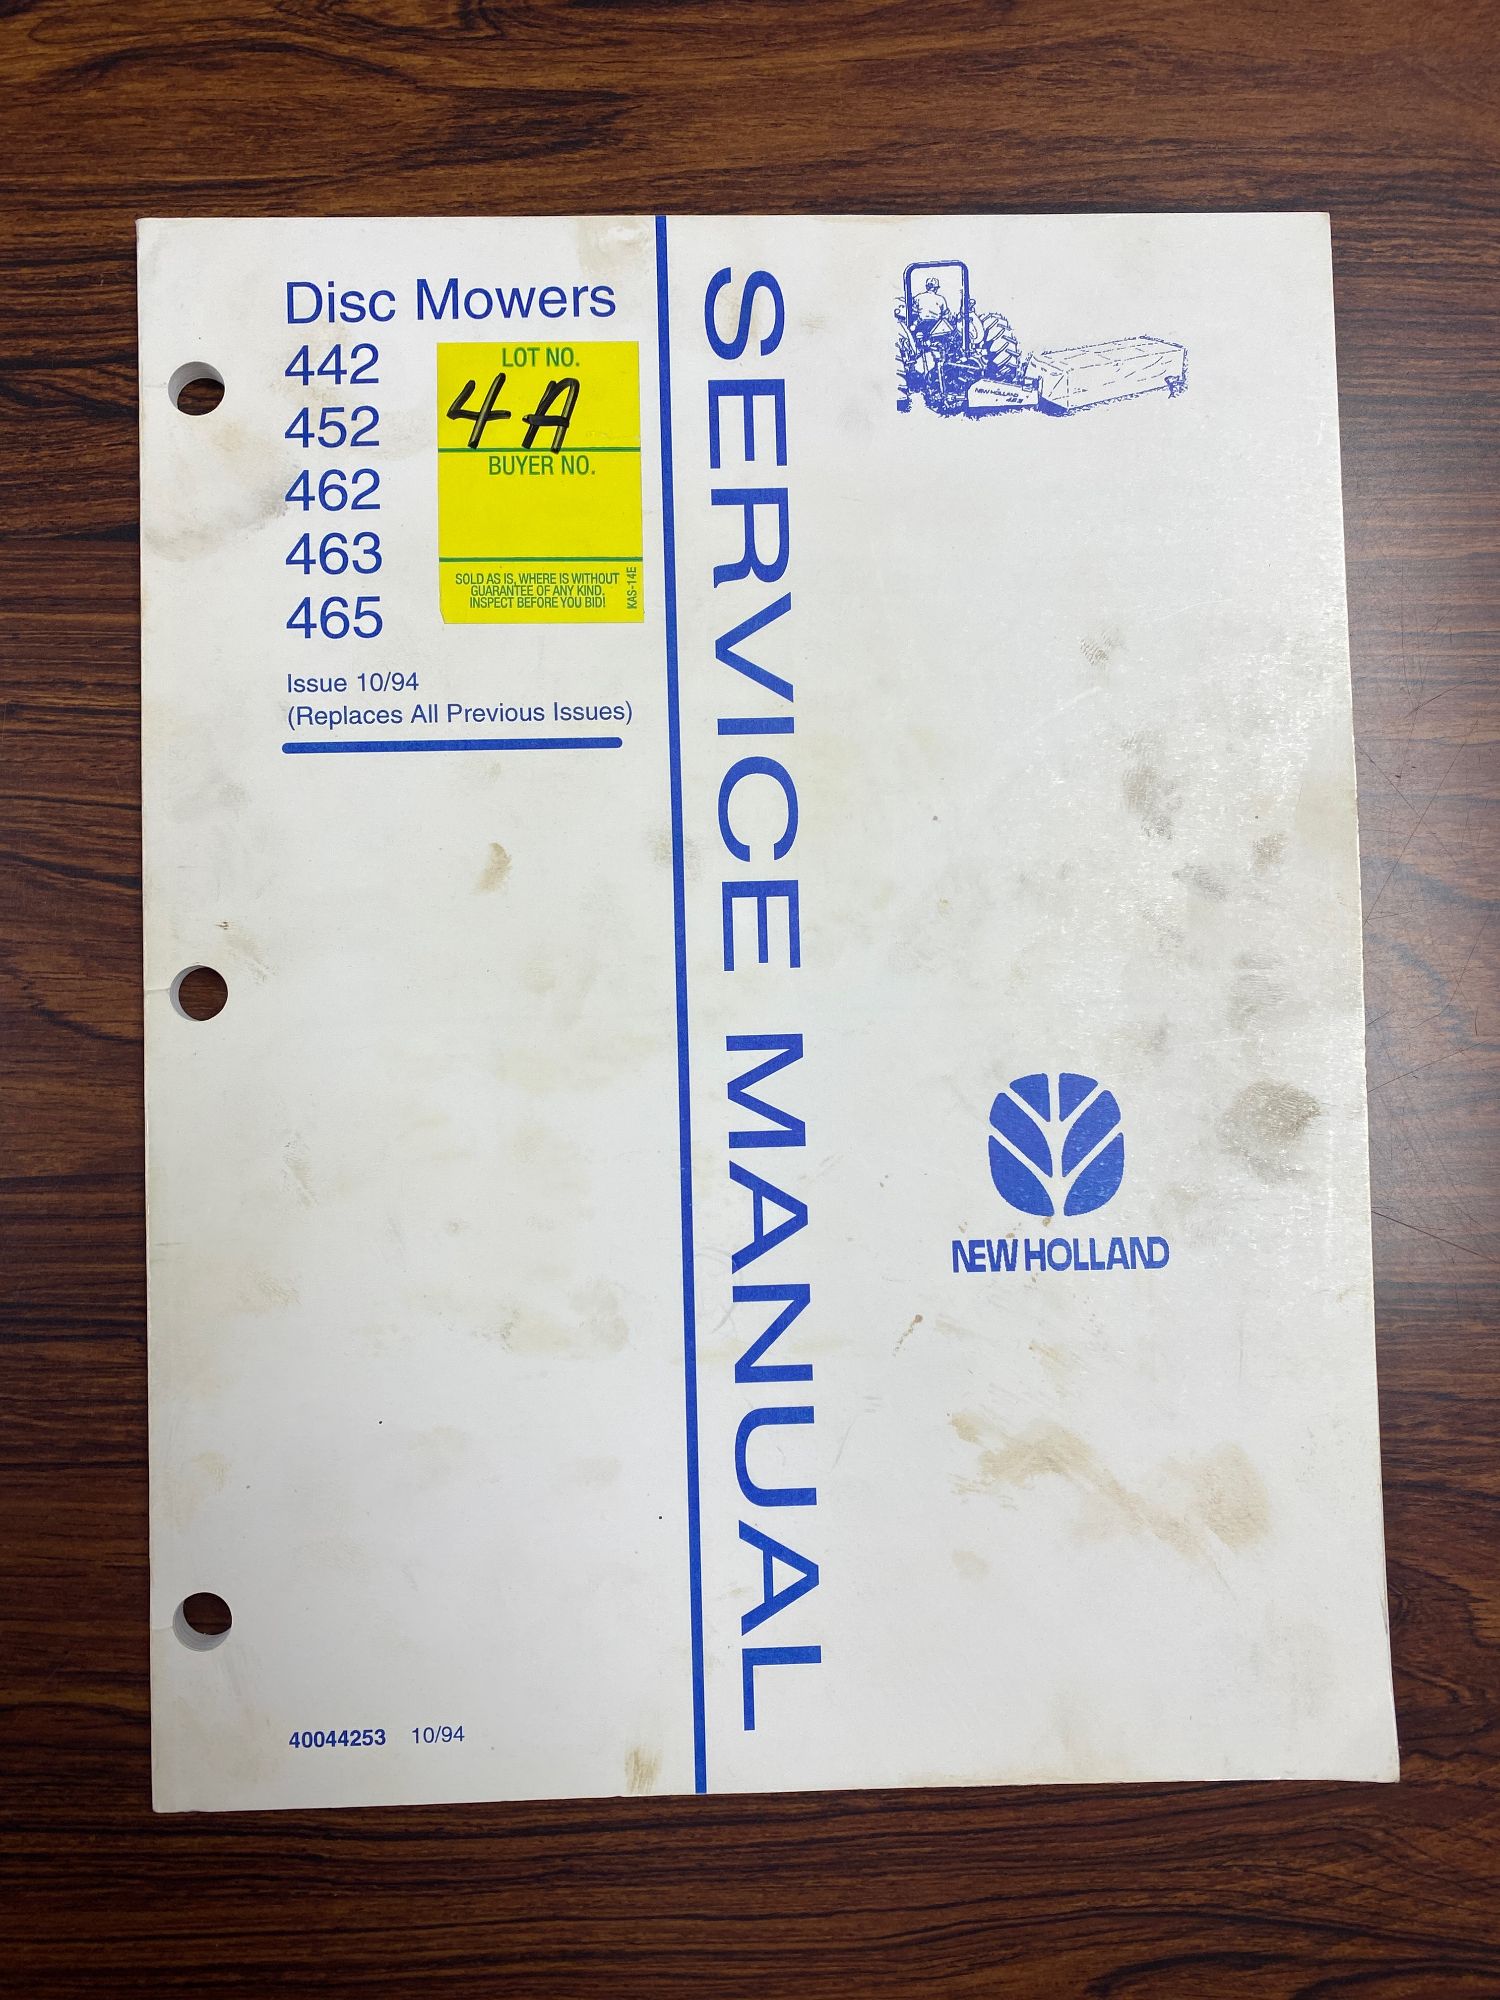 Disc Mowers
442
452
462
463
465
Issue 10/94
(Replaces All Previous Issues)
LOT NO.
4A
BUYER NO.
SOLD AS IS, WHERE IS WITHOUT
GUARANTEE OF ANY KIND.
INSPECT BEFORE YOU BID!
KAS-14E
SERVICE MANUAL
NEW HOLLAND
NEW HOLLAND
40044253 10/94